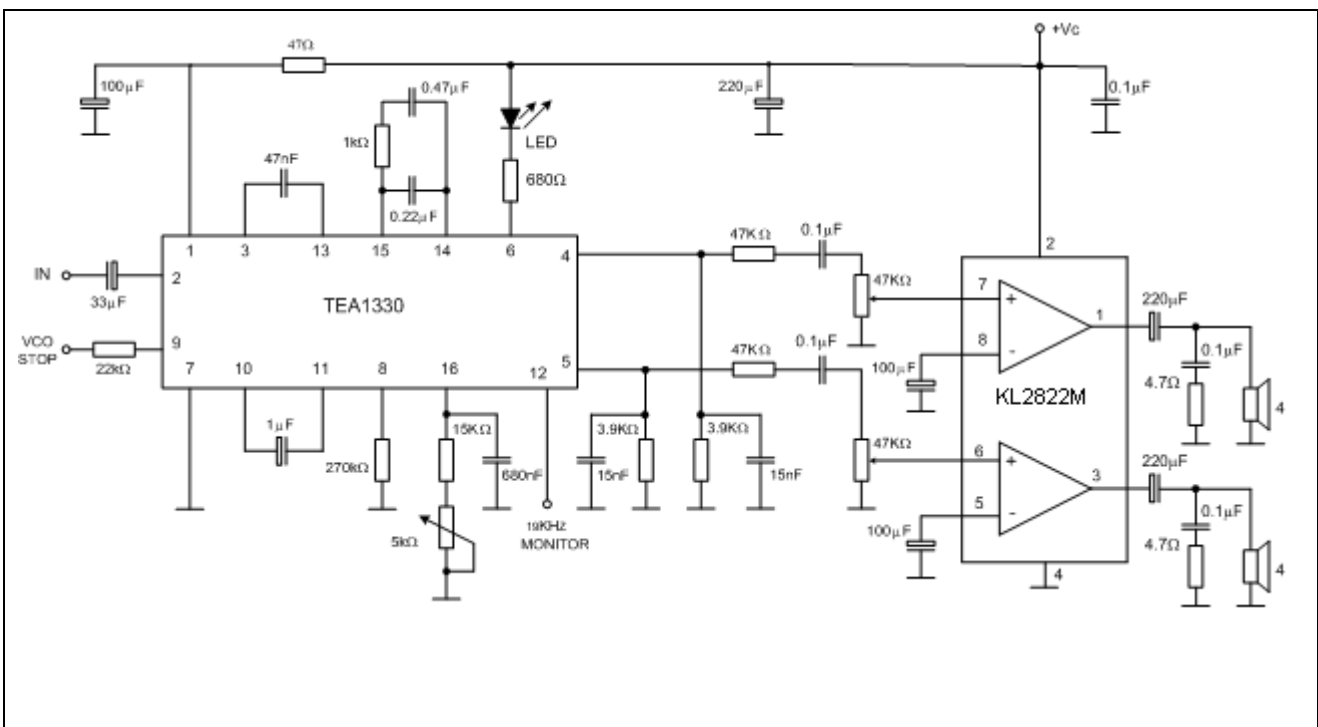 +Vc
47Ω
100μF
220μF
0.1μF
0.47μF
1kΩ
LED
47nF
0.22μF
680Ω
1 3 13 15 14 6
4
47KΩ
0.1μF
47KΩ
2
IN
33μF
2
TEA1330
7
1
220μF
0.1μF
4.7Ω
4
8
100μF
KL2822M
VCO
STOP
22kΩ
9
5
47KΩ
0.1μF
47KΩ
7 10 11 8 16 12
1μF
270kΩ
15KΩ
680nF
5kΩ
19KHz
MONITOR
3.9KΩ
15nF
3.9KΩ
15nF
6
3
220μF
0.1μF
4.7Ω
4
5
100μF
4